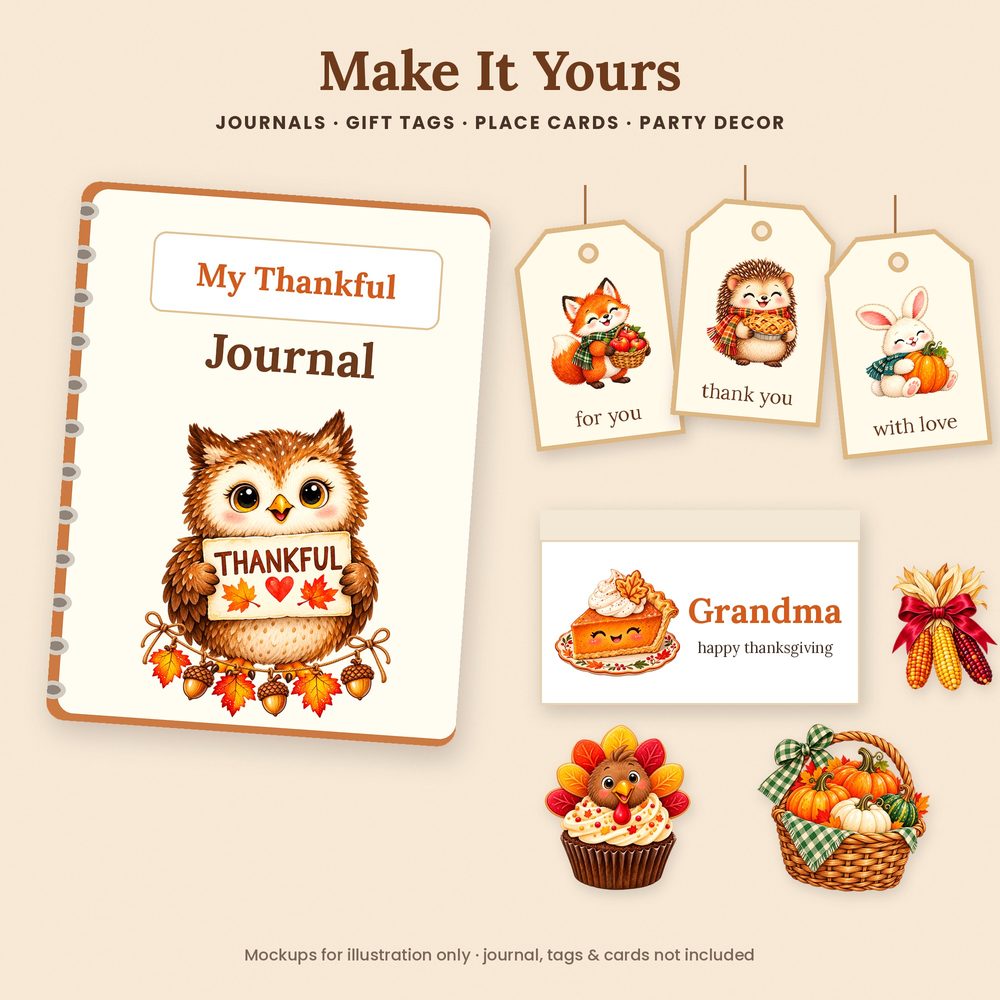 Make It Yours
JOURNALS · GIFT TAGS · PLACE CARDS · PARTY DECOR
My Thankful
Journal
THANKFUL
for you
thank you
with love
Grandma
happy thanksgiving
Mockups for illustration only · journal, tags & cards not included